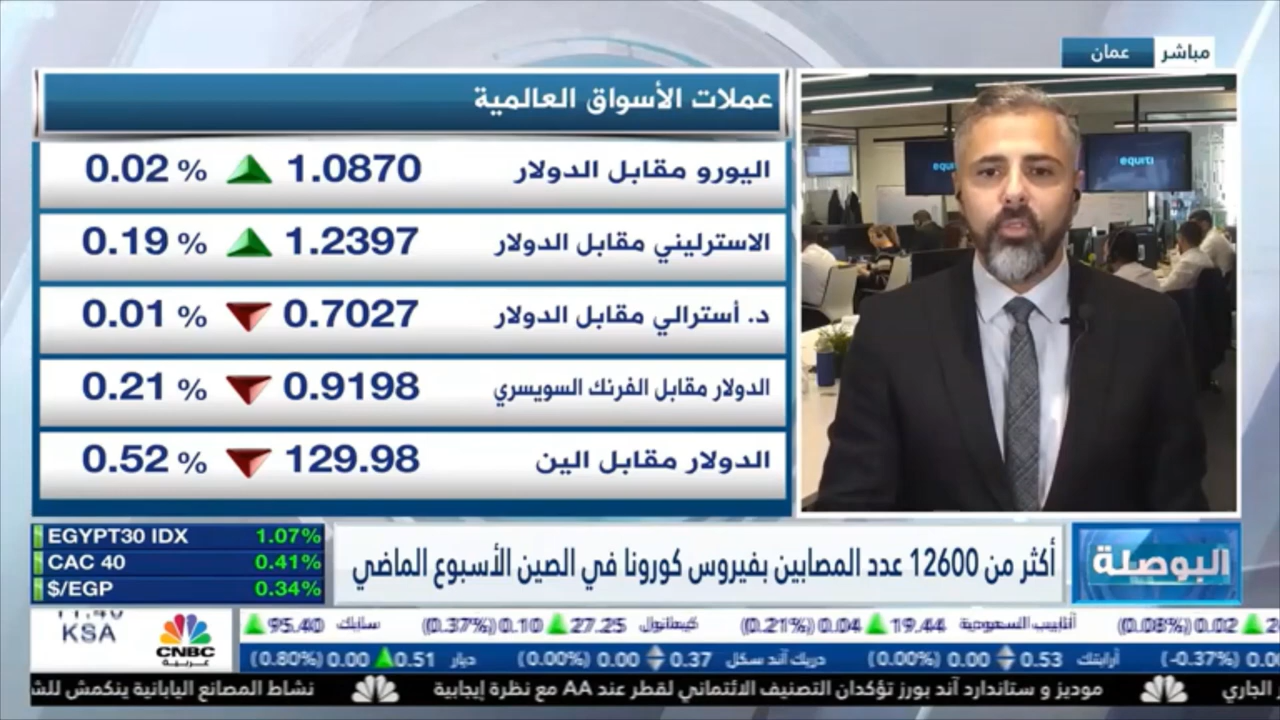 مباشر عمان
عملات الأسواق العالمية
اليورو مقابل الدولار 1.0870 ▲ 0.02 %
الاسترليني مقابل الدولار 1.2397 ▲ 0.19 %
د. أسترالي مقابل الدولار 0.7027 ▼ 0.01 %
الدولار مقابل الفرنك السويسري 0.9198 ▼ 0.21 %
الدولار مقابل الين 129.98 ▼ 0.52 %
equiti
البوصلة
أكثر من 12600 عدد المصابين بفيروس كورونا في الصين الأسبوع الماضي
EGYPT30 IDX 1.07%
CAC 40 0.41%
$/EGP 0.34%
KSA
CNBC
عربية
0.02 (0.08%) أنابيب السعودية 19.44 ▲ 0.04 (0.21%) كيمانول 27.25 ▲ 0.10 (0.37%) سابك 95.40 ▲
(-0.37%) أرابتك 0.53 0.00 (0.00%) دريك آند سكل 0.37 0.00 (0.00%) ديار 0.51 ▲ 0.00 (0.80%)
الجاري موديز و ستاندارد آند بورز تؤكدان التصنيف الائتماني لقطر عند AA مع نظرة إيجابية نشاط المصانع اليابانية ينكمش